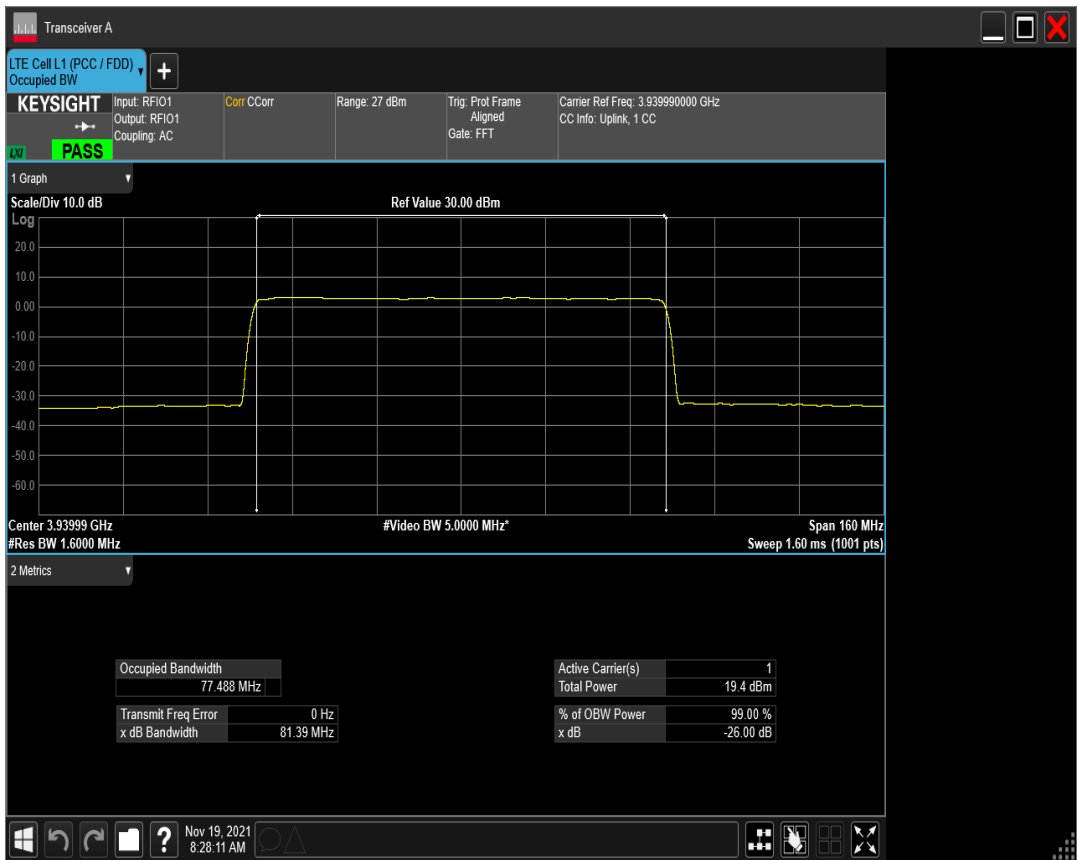 Transceiver A
LTE Cell L1 (PCC / FDD)
Occupied BW
KEYSIGHT
LXI
PASS
Input: RFIO1
Output: RFIO1
Coupling: AC
Corr CCorr
Range: 27 dBm
Trig: Prot Frame
Aligned
Gate: FFT
Carrier Ref Freq: 3.939990000 GHz
CC Info: Uplink, 1 CC
1 Graph
Scale/Div 10.0 dB
Ref Value 30.00 dBm
Log
20.0
10.0
0.00
-10.0
-20.0
-30.0
-40.0
-50.0
-60.0
Center 3.93999 GHz
#Video BW 5.0000 MHz*
Span 160 MHz
#Res BW 1.6000 MHz
Sweep 1.60 ms (1001 pts)
2 Metrics
Occupied Bandwidth
77.488 MHz
Transmit Freq Error 0 Hz
x dB Bandwidth 81.39 MHz
Active Carrier(s) 1
Total Power 19.4 dBm
% of OBW Power 99.00 %
x dB -26.00 dB
?
Nov 19, 2021
8:28:11 AM